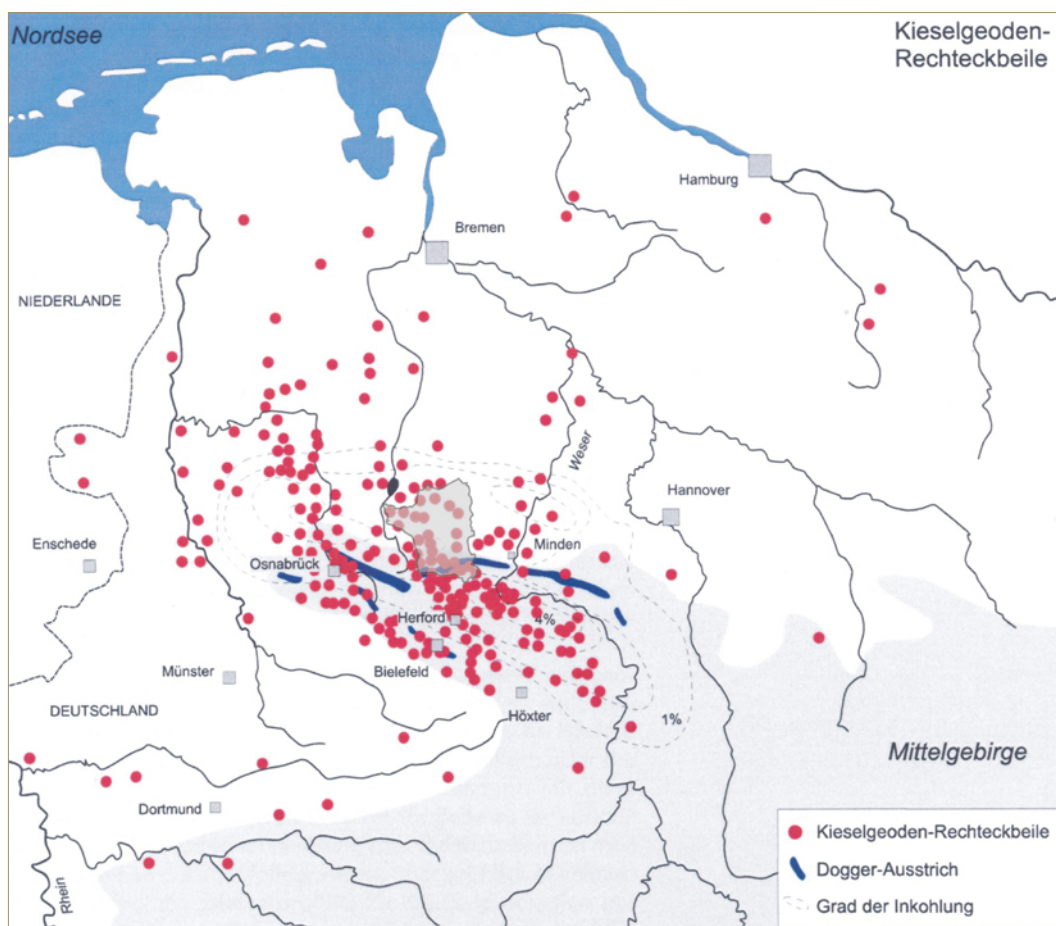 Nordsee
Kieselgeoden-
Rechteckbeile
Hamburg
Bremen
NIEDERLANDE
Weser
Hannover
Enschede
Minden
Osnabrück
Herford
4%
Münster
Bielefeld
DEUTSCHLAND
Höxter
1%
Mittelgebirge
Dortmund
Kieselgeoden-Rechteckbeile
Dogger-Ausstrich
Grad der Inkohlung
Rhein